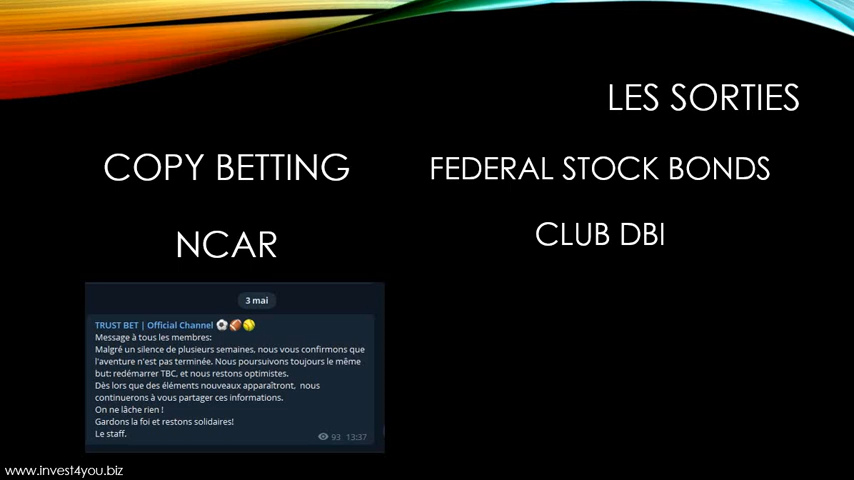 LES SORTIES
COPY BETTING
FEDERAL STOCK BONDS
NCAR
CLUB DBI
3 mai
TRUST BET | Official Channel ⚽🏈🥎
Message à tous les membres:
Malgré un silence de plusieurs semaines, nous vous confirmons que
l'aventure n'est pas terminée. Nous poursuivons toujours le même
but: redémarrer TBC, et nous restons optimistes.
Dès lors que des éléments nouveaux apparaîtront, nous
continuerons à vous partager ces informations.
On ne lâche rien !
Gardons la foi et restons solidaires!
Le staff.
93 13:37
www.invest4you.biz